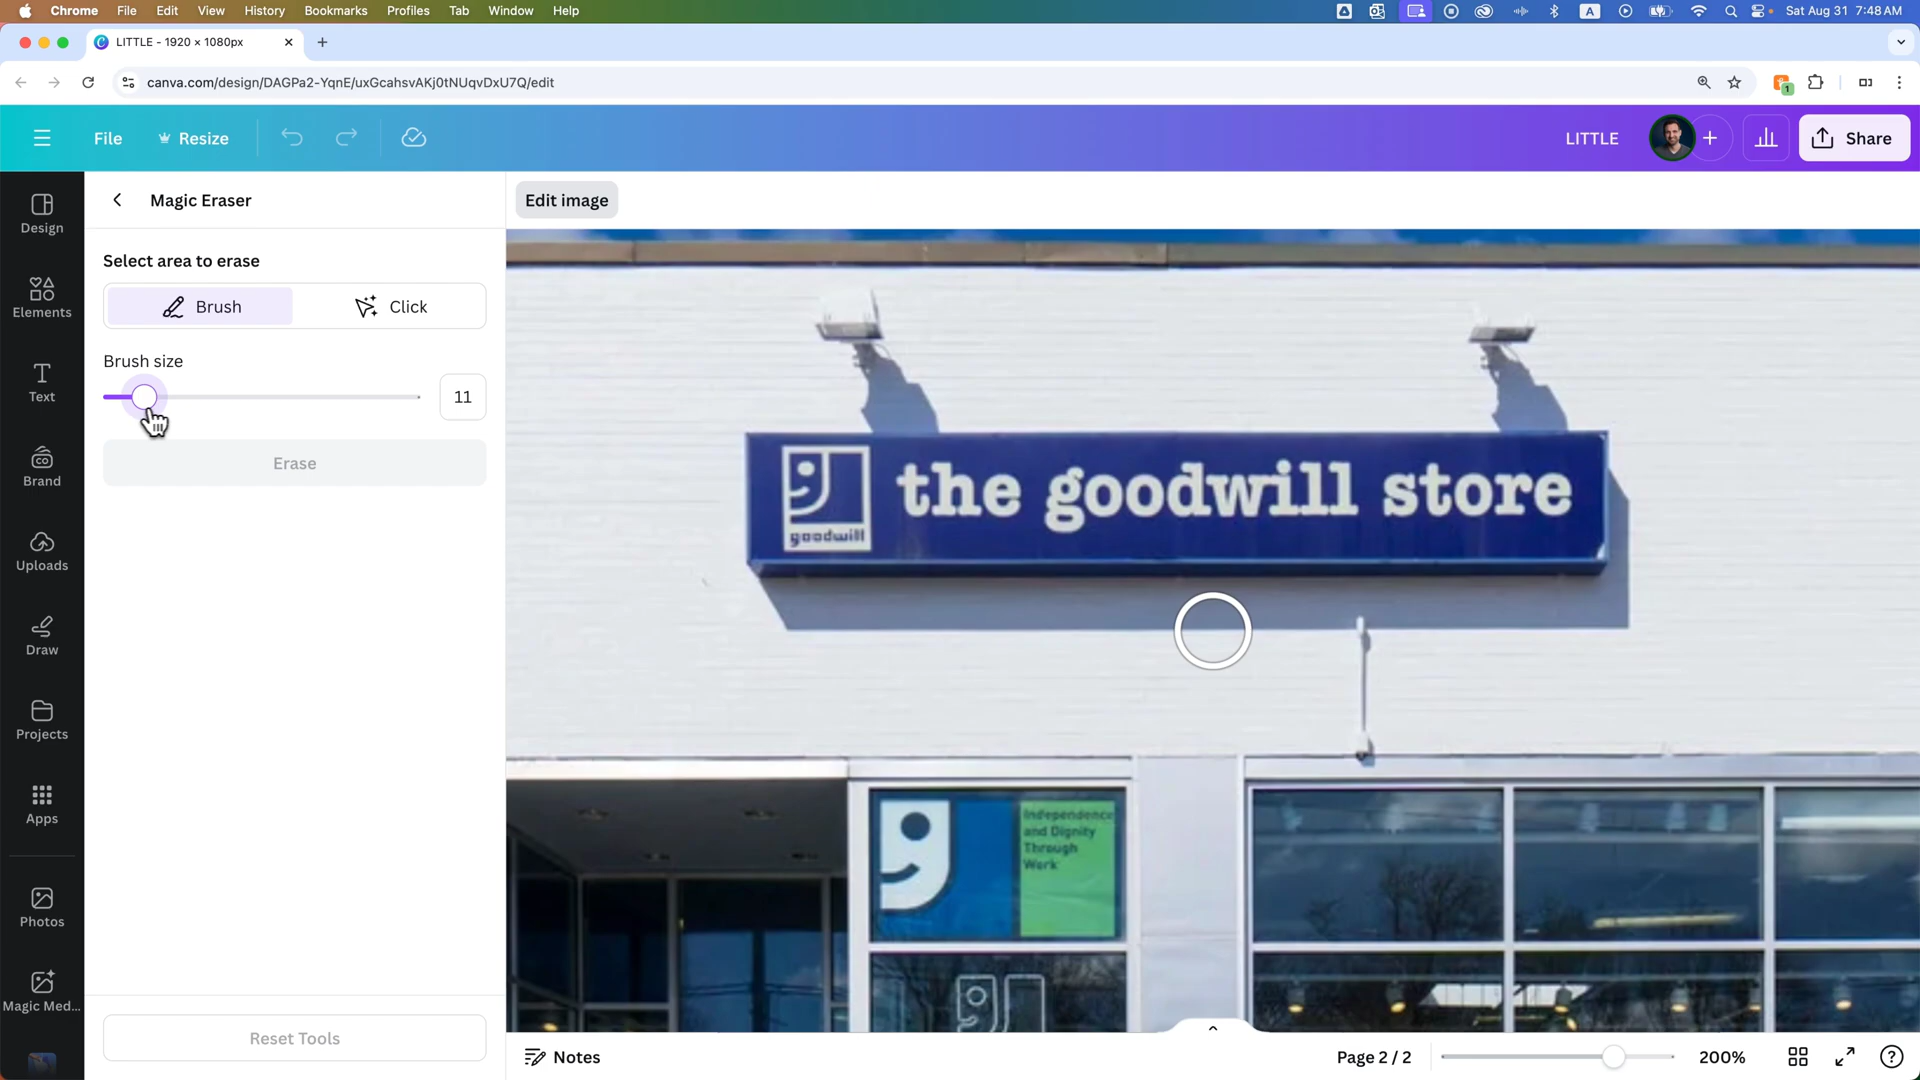 Chrome File Edit View History Bookmarks Profiles Tab Window Help
A
Sat Aug 31 7:48 AM
LITTLE - 1920 × 1080px
canva.com/design/DAGPa2-YqnE/uxGcahsvAKj0tNUqvDxU7Q/edit
1
File
Resize
LITTLE
Share
Design
Elements
Text
Brand
Uploads
Draw
Projects
Apps
Photos
Magic Med...
Magic Eraser
Select area to erase
Brush
Click
Brush size
11
Erase
Reset Tools
Edit image
the goodwill store
goodwill
Independence
and Dignity
Through
Work
Notes
Page 2 / 2
200%